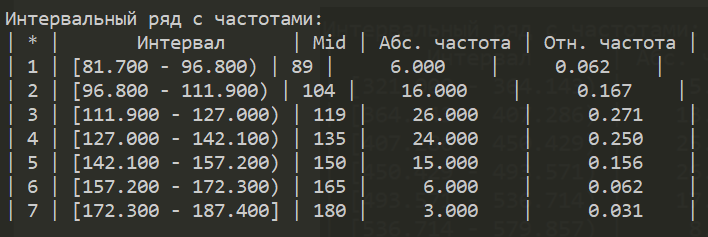 Интервальный ряд с частотами:
| * | Интервал | Mid | Абс. частота | Отн. частота |
| 1 | [81.700 - 96.800) | 89 | 6.000 | 0.062 |
| 2 | [96.800 - 111.900) | 104 | 16.000 | 0.167 |
| 3 | [111.900 - 127.000) | 119 | 26.000 | 0.271 |
| 4 | [127.000 - 142.100) | 135 | 24.000 | 0.250 |
| 5 | [142.100 - 157.200) | 150 | 15.000 | 0.156 |
| 6 | [157.200 - 172.300) | 165 | 6.000 | 0.062 |
| 7 | [172.300 - 187.400] | 180 | 3.000 | 0.031 |